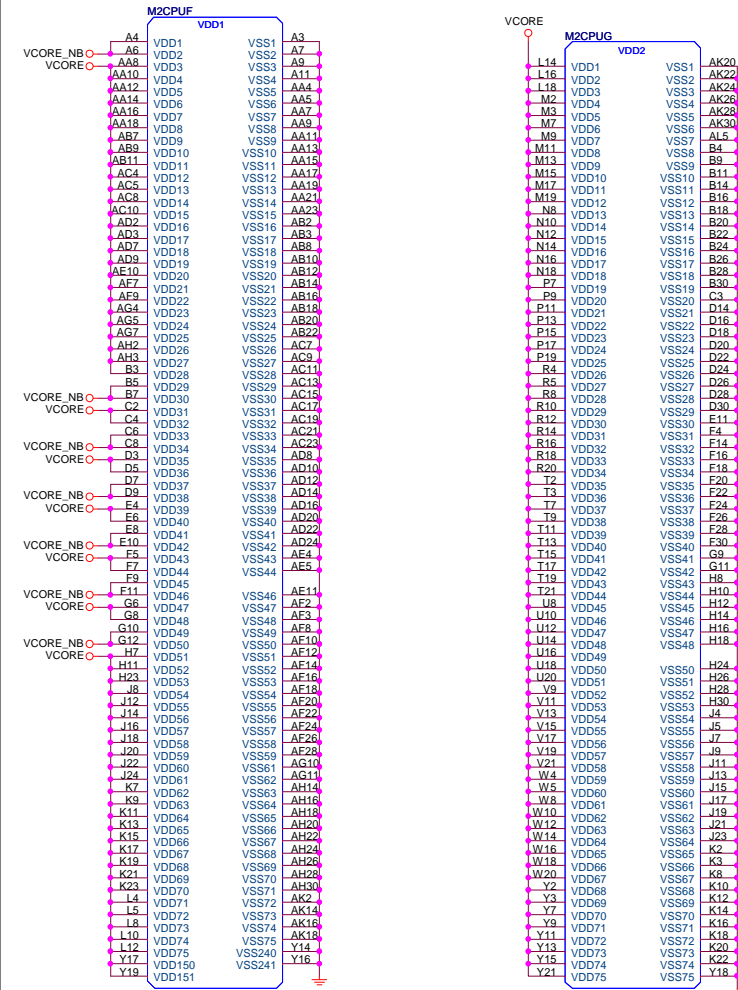 M2CPUF
VDD1
A4 VDD1 VSS1 A3
VCORE_NB A6 VDD2 VSS2 A7
VCORE AA8 VDD3 VSS3 A9
AA10 VDD4 VSS4 A11
AA12 VDD5 VSS5 AA4
AA14 VDD6 VSS6 AA5
AA16 VDD7 VSS7 AA7
AA18 VDD8 VSS8 AA9
AB7 VDD9 VSS9 AA11
AB9 VDD10 VSS10 AA13
AB11 VDD11 VSS11 AA15
AC4 VDD12 VSS12 AA17
AC5 VDD13 VSS13 AA19
AC8 VDD14 VSS14 AA21
AC10 VDD15 VSS15 AA23
AD2 VDD16 VSS16 AB2
AD3 VDD17 VSS17 AB3
AD7 VDD18 VSS18 AB8
AD9 VDD19 VSS19 AB10
AE10 VDD20 VSS20 AB12
AF7 VDD21 VSS21 AB14
AF9 VDD22 VSS22 AB16
AG4 VDD23 VSS23 AB18
AG5 VDD24 VSS24 AB20
AG7 VDD25 VSS25 AB22
AH2 VDD26 VSS26 AC7
AH3 VDD27 VSS27 AC9
B3 VDD28 VSS28 AC11
B5 VDD29 VSS29 AC13
VCORE_NB B7 VDD30 VSS30 AC15
VCORE C2 VDD31 VSS31 AC17
C4 VDD32 VSS32 AC19
C6 VDD33 VSS33 AC21
VCORE_NB C8 VDD34 VSS34 AC23
VCORE D3 VDD35 VSS35 AD8
D5 VDD36 VSS36 AD10
D7 VDD37 VSS37 AD12
VCORE_NB D9 VDD38 VSS38 AD14
VCORE E4 VDD39 VSS39 AD16
E6 VDD40 VSS40 AD20
E8 VDD41 VSS41 AD22
VCORE_NB E10 VDD42 VSS42 AD24
VCORE F5 VDD43 VSS43 AE4
F7 VDD44 VSS44 AE5
F9 VDD45
VCORE_NB F11 VDD46 VSS46 AE11
VCORE G6 VDD47 VSS47 AF2
G8 VDD48 VSS48 AF3
G10 VDD49 VSS49 AF8
VCORE_NB G12 VDD50 VSS50 AF10
VCORE H7 VDD51 VSS51 AF12
H11 VDD52 VSS52 AF14
H23 VDD53 VSS53 AF16
J8 VDD54 VSS54 AF18
J12 VDD55 VSS55 AF20
J14 VDD56 VSS56 AF22
J16 VDD57 VSS57 AF24
J18 VDD58 VSS58 AF26
J20 VDD59 VSS59 AF28
J22 VDD60 VSS61 AG10
J24 VDD61 VSS62 AG11
K7 VDD62 VSS63 AH14
K9 VDD63 VSS64 AH16
K11 VDD64 VSS65 AH18
K13 VDD65 VSS66 AH20
K15 VDD66 VSS67 AH22
K17 VDD67 VSS68 AH24
K19 VDD68 VSS69 AH26
K21 VDD69 VSS70 AH28
K23 VDD70 VSS71 AH30
L4 VDD71 VSS72 AK2
L5 VDD72 VSS73 AK14
L8 VDD73 VSS74 AK16
L10 VDD74 VSS75 AK18
L12 VDD75 VSS240 Y14
Y17 VDD150 VSS241 Y16
Y19 VDD151
VCORE
M2CPUG
VDD2
L14 VDD1 VSS1 AK20
L16 VDD2 VSS2 AK22
L18 VDD3 VSS3 AK24
M2 VDD4 VSS4 AK26
M3 VDD5 VSS5 AK28
M7 VDD6 VSS6 AK30
M9 VDD7 VSS7 AL5
M11 VDD8 VSS8 B4
M13 VDD9 VSS9 B9
M15 VDD10 VSS10 B11
M17 VDD11 VSS11 B14
M19 VDD12 VSS12 B16
N8 VDD13 VSS13 B18
N10 VDD14 VSS14 B20
N12 VDD15 VSS15 B22
N14 VDD16 VSS16 B24
N16 VDD17 VSS17 B26
N18 VDD18 VSS18 B28
P7 VDD19 VSS19 B30
P9 VDD20 VSS20 C3
P11 VDD21 VSS21 D14
P13 VDD22 VSS22 D16
P15 VDD23 VSS23 D18
P17 VDD24 VSS24 D20
P19 VDD25 VSS25 D22
R4 VDD26 VSS26 D24
R5 VDD27 VSS27 D26
R8 VDD28 VSS28 D28
R10 VDD29 VSS29 D30
R12 VDD30 VSS30 E11
R14 VDD31 VSS31 F4
R16 VDD32 VSS32 F14
R18 VDD33 VSS33 F16
R20 VDD34 VSS34 F18
T2 VDD35 VSS35 F20
T3 VDD36 VSS36 F22
T7 VDD37 VSS37 F24
T9 VDD38 VSS38 F26
T11 VDD39 VSS39 F28
T13 VDD40 VSS40 F30
T15 VDD41 VSS41 G9
T17 VDD42 VSS42 G11
T19 VDD43 VSS43 H8
T21 VDD44 VSS44 H10
U8 VDD45 VSS45 H12
U10 VDD46 VSS46 H14
U12 VDD47 VSS47 H16
U14 VDD48 VSS48 H18
U16 VDD49
U18 VDD50 VSS50 H24
U20 VDD51 VSS51 H26
V9 VDD52 VSS52 H28
V11 VDD53 VSS53 H30
V13 VDD54 VSS54 J4
V15 VDD55 VSS55 J5
V17 VDD56 VSS56 J7
V19 VDD57 VSS57 J9
V21 VDD58 VSS58 J11
W4 VDD59 VSS59 J13
W5 VDD60 VSS60 J15
W8 VDD61 VSS61 J17
W10 VDD62 VSS62 J19
W12 VDD63 VSS63 J21
W14 VDD64 VSS64 J23
W16 VDD65 VSS65 K2
W18 VDD66 VSS66 K3
W20 VDD67 VSS67 K8
Y2 VDD68 VSS68 K10
Y3 VDD69 VSS69 K12
Y7 VDD70 VSS70 K14
Y9 VDD71 VSS71 K16
Y11 VDD72 VSS72 K18
Y13 VDD73 VSS73 K20
Y15 VDD74 VSS74 K22
Y21 VDD75 VSS75 Y18